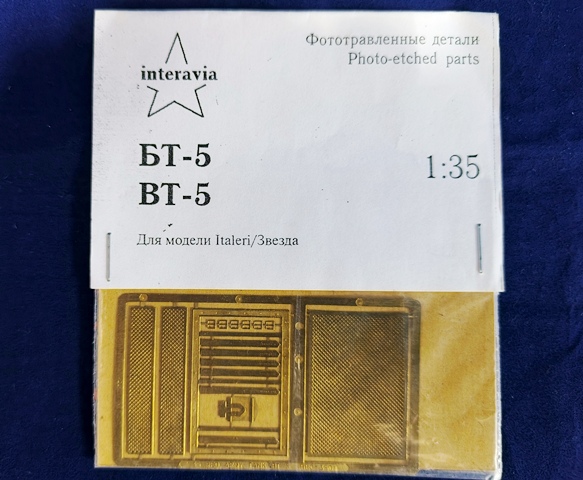 interavia
Фототравленные детали
Photo-etched parts
БТ-5
BT-5
1:35
Для модели Italeri/Звезда